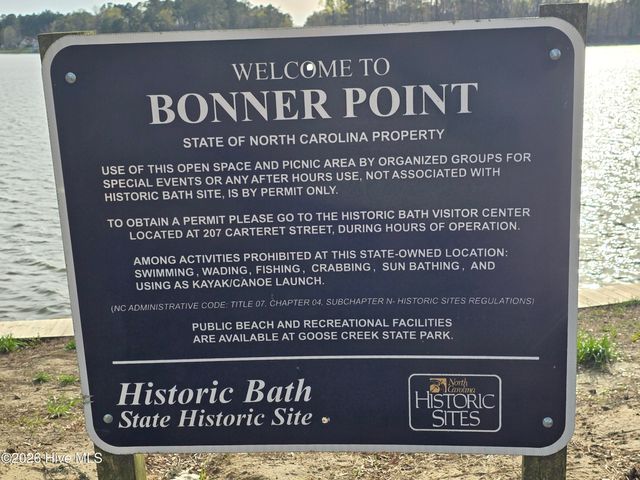 WELCOME TO
BONNER POINT
STATE OF NORTH CAROLINA PROPERTY
USE OF THIS OPEN SPACE AND PICNIC AREA BY ORGANIZED GROUPS FOR
SPECIAL EVENTS OR ANY AFTER HOURS USE, NOT ASSOCIATED WITH
HISTORIC BATH SITE, IS BY PERMIT ONLY.
TO OBTAIN A PERMIT PLEASE GO TO THE HISTORIC BATH VISITOR CENTER
LOCATED AT 207 CARTERET STREET, DURING HOURS OF OPERATION.
AMONG ACTIVITIES PROHIBITED AT THIS STATE-OWNED LOCATION:
SWIMMING, WADING, FISHING, CRABBING, SUN BATHING, AND
USING AS KAYAK/CANOE LAUNCH.
(NC ADMINISTRATIVE CODE: TITLE 07, CHAPTER 04, SUBCHAPTER N- HISTORIC SITES REGULATIONS)
PUBLIC BEACH AND RECREATIONAL FACILITIES
ARE AVAILABLE AT GOOSE CREEK STATE PARK.
Historic Bath
State Historic Site
North
Carolina
HISTORIC
SITES
©2026 Hive MLS